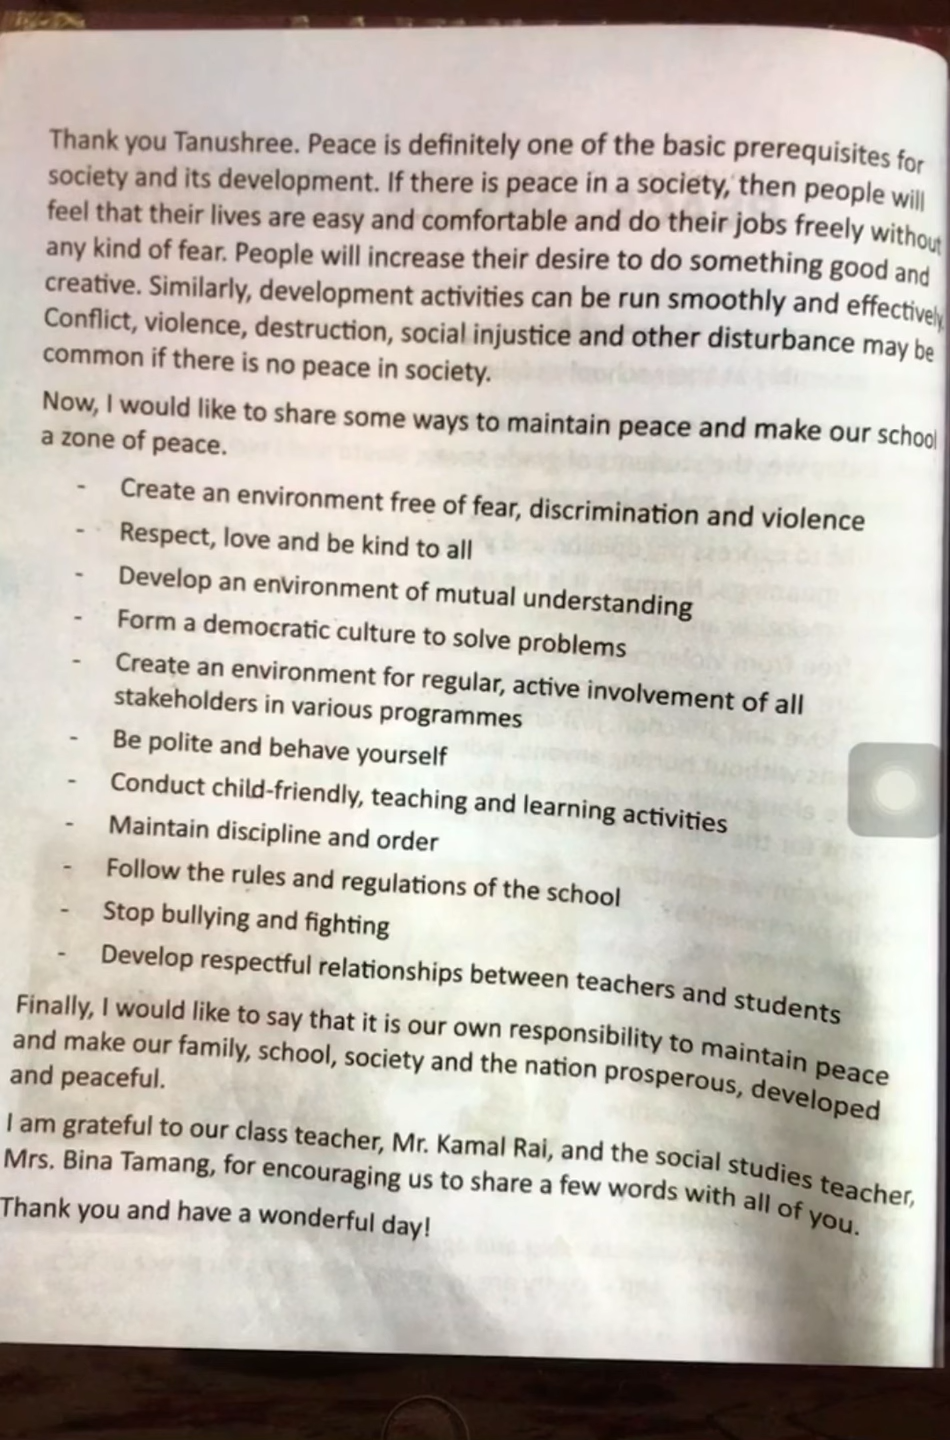 Thank you Tanushree. Peace is definitely one of the basic prerequisites for
society and its development. If there is peace in a society, then people will
feel that their lives are easy and comfortable and do their jobs freely without
any kind of fear. People will increase their desire to do something good and
creative. Similarly, development activities can be run smoothly and effectively
Conflict, violence, destruction, social injustice and other disturbance may be
common if there is no peace in society.
Now, I would like to share some ways to maintain peace and make our school
a zone of peace.
- Create an environment free of fear, discrimination and violence
- Respect, love and be kind to all
- Develop an environment of mutual understanding
- Form a democratic culture to solve problems
- Create an environment for regular, active involvement of all
stakeholders in various programmes
- Be polite and behave yourself
- Conduct child-friendly, teaching and learning activities
- Maintain discipline and order
- Follow the rules and regulations of the school
- Stop bullying and fighting
- Develop respectful relationships between teachers and students
Finally, I would like to say that it is our own responsibility to maintain peace
and make our family, school, society and the nation prosperous, developed
and peaceful.
I am grateful to our class teacher, Mr. Kamal Rai, and the social studies teacher,
Mrs. Bina Tamang, for encouraging us to share a few words with all of you.
Thank you and have a wonderful day!